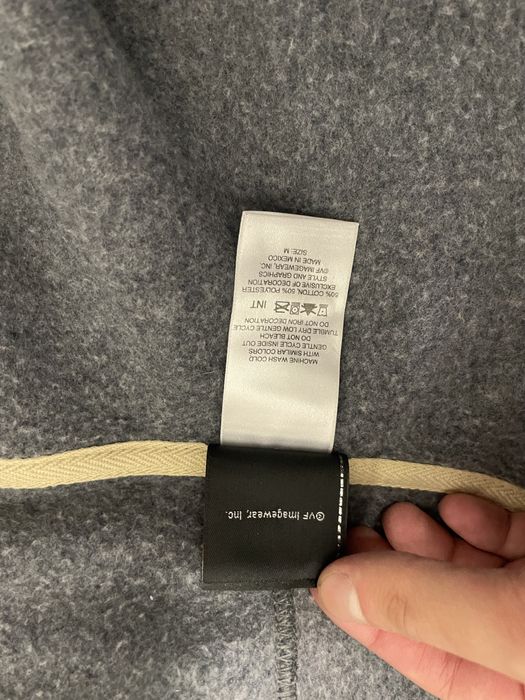 MACHINE WASH COLD
WITH SIMILAR COLORS
GENTLE CYCLE INSIDE OUT
DO NOT BLEACH
TUMBLE DRY LOW GENTLE CYCLE
DO NOT IRON DECORATION
INT
50% COTTON, 50% POLYESTER
EXCLUSIVE OF DECORATION
STYLE AND GRAPHICS
©VF IMAGEWEAR, INC.
MADE IN MEXICO
SIZE: M
©VF Imagewear, Inc.